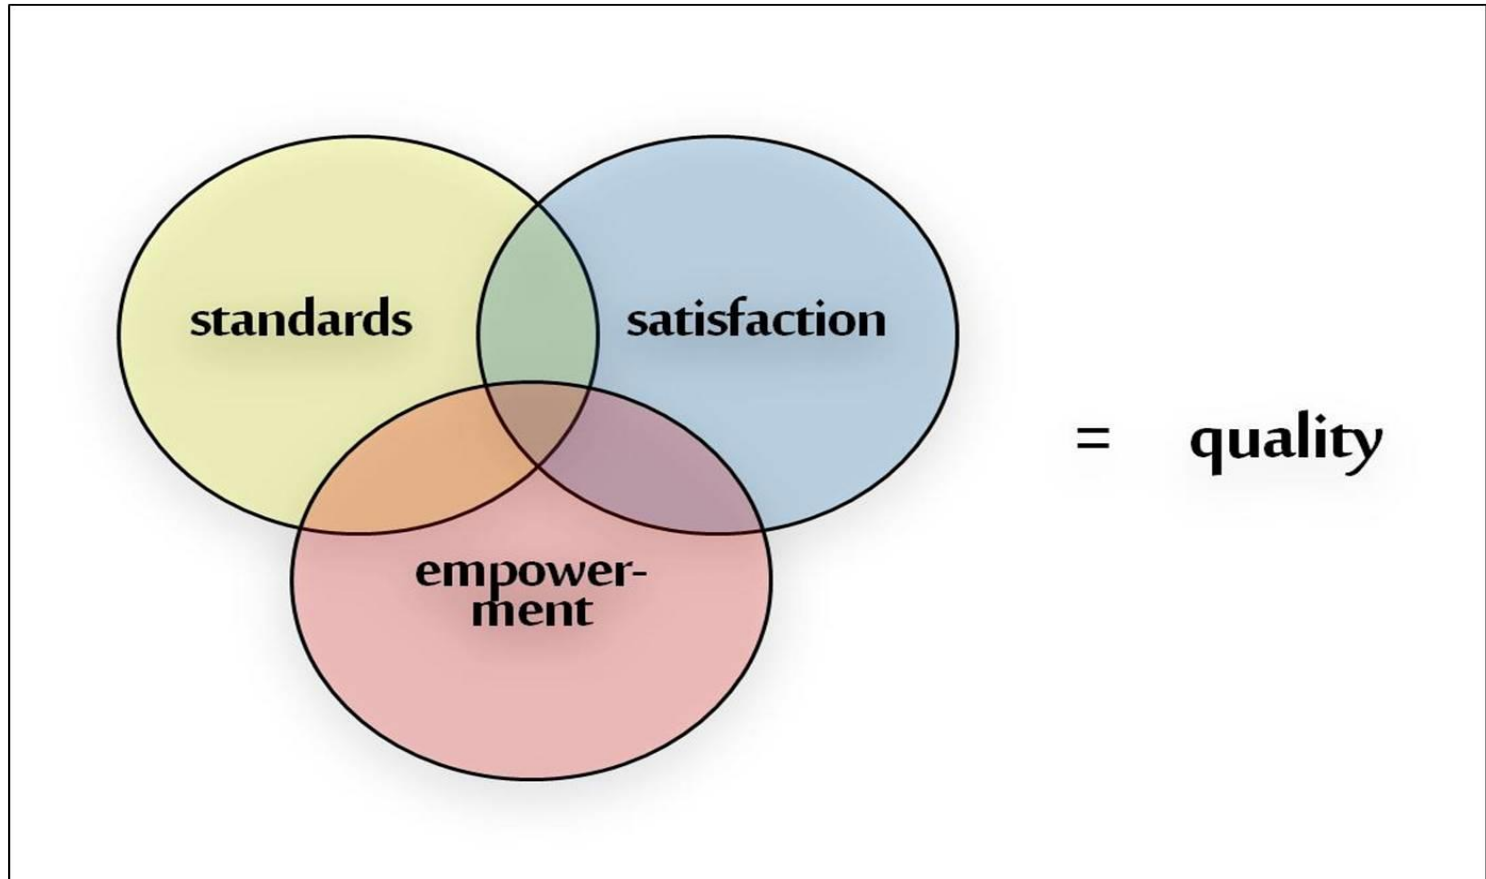 standards
satisfaction
= quality
empower-
ment